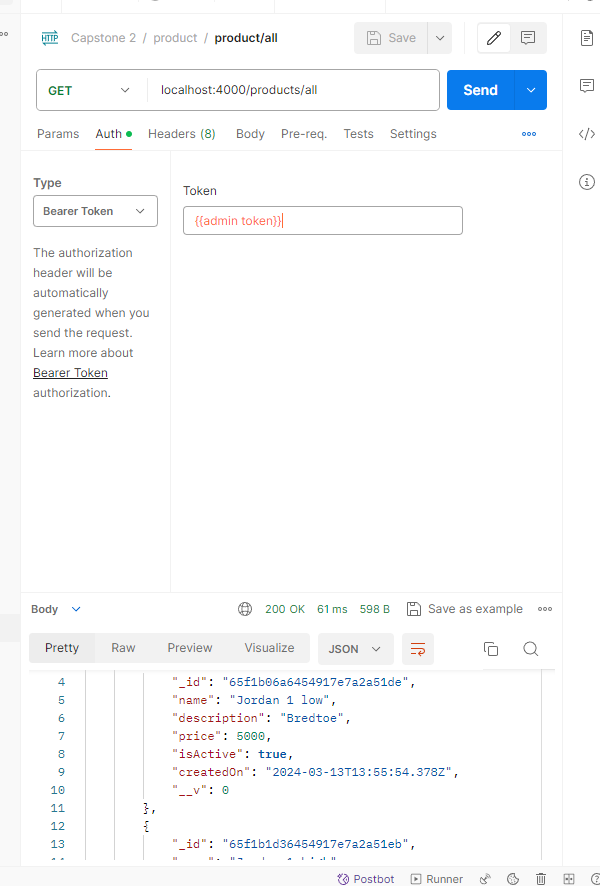 HTTP Capstone 2 / product / product/all Save
GET localhost:4000/products/all Send
Params Auth Headers (8) Body Pre-req. Tests Settings
Type
Bearer Token
The authorization
header will be
automatically
generated when you
send the request.
Learn more about
Bearer Token
authorization.
Token
{{admin token}}
Body 200 OK 61 ms 598 B Save as example
Pretty Raw Preview Visualize JSON
4 "_id": "65f1b06a6454917e7a2a51de",
5 "name": "Jordan 1 low",
6 "description": "Bredtoe",
7 "price": 5000,
8 "isActive": true,
9 "createdOn": "2024-03-13T13:55:54.378Z",
10 "__v": 0
11 },
12 {
13 "_id": "65f1b1d36454917e7a2a51eb",
Postbot Runner